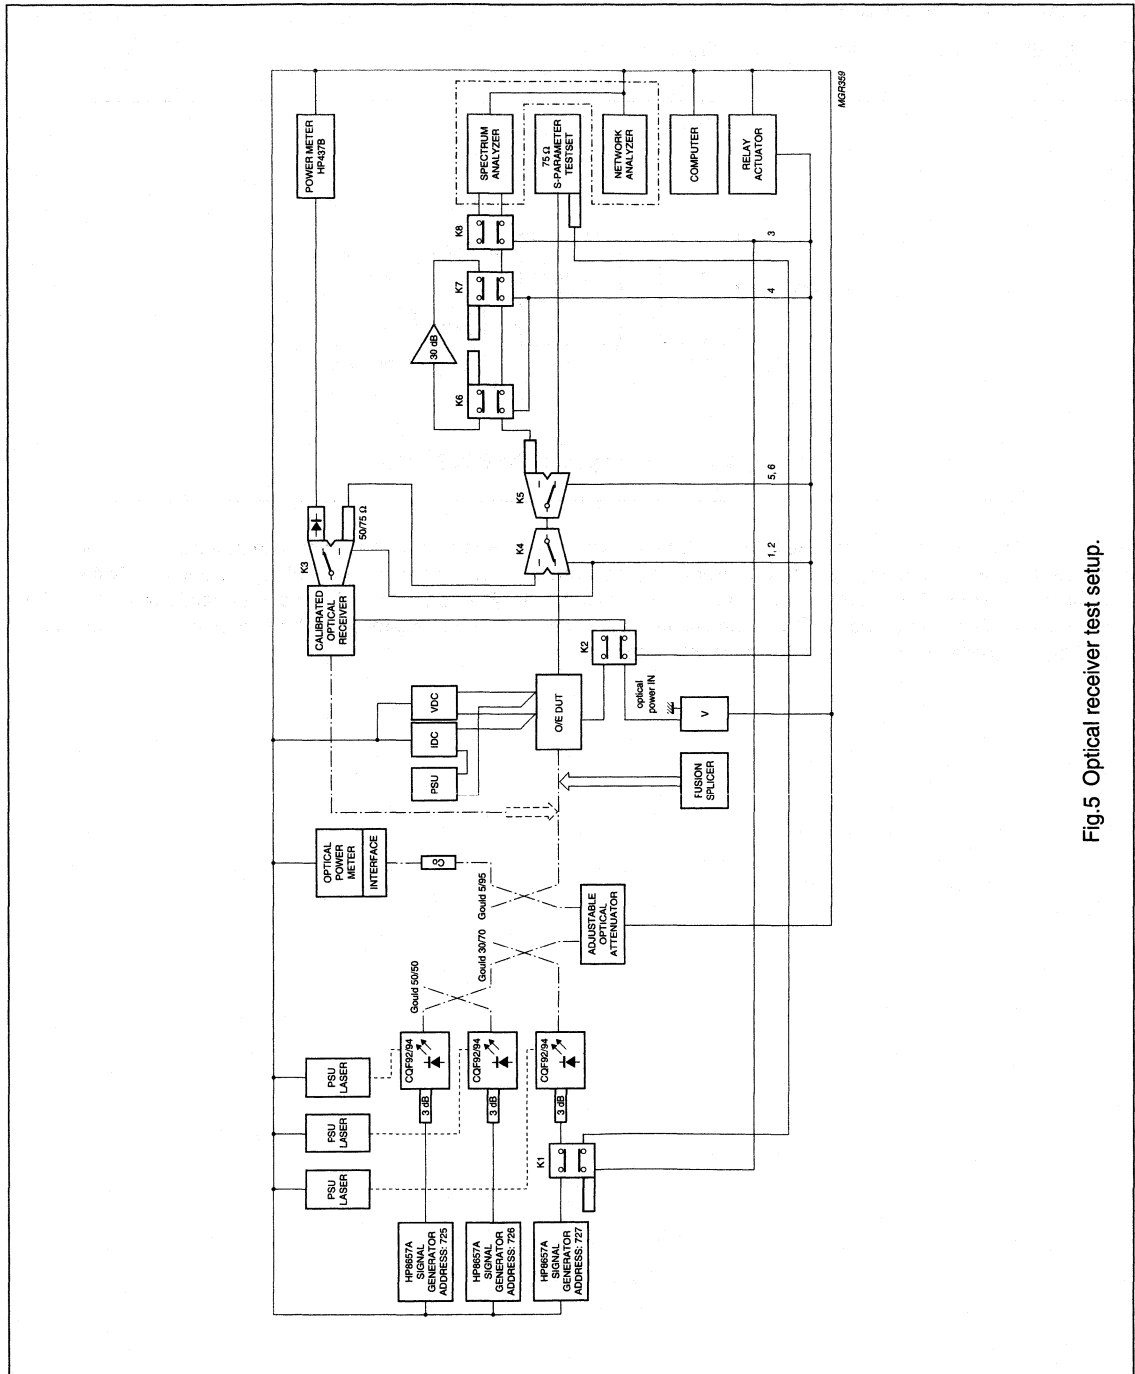 POWER METER
HP437B
SPECTRUM
ANALYZER
75 Ω
S-PARAMETER
TESTSET
NETWORK
ANALYZER
COMPUTER
RELAY
ACTUATOR
MGR359
K8
3
K7
4
30 dB
K6
K5
5, 6
K3
50/75 Ω
K4
1, 2
CALIBRATED
OPTICAL
RECEIVER
K2
VDC
IDC
PSU
O/E DUT
optical
power IN
V
FUSION
SPLICER
OPTICAL
POWER
METER
INTERFACE
Gould 5/95
Gould 30/70
Gould 50/50
ADJUSTABLE
OPTICAL
ATTENUATOR
PSU
LASER
PSU
LASER
PSU
LASER
CQF92/94
CQF92/94
CQF92/94
3 dB
3 dB
3 dB
K1
HP8657A
SIGNAL
GENERATOR
ADDRESS: 725
HP8657A
SIGNAL
GENERATOR
ADDRESS: 726
HP8657A
SIGNAL
GENERATOR
ADDRESS: 727
Fig.5 Optical receiver test setup.